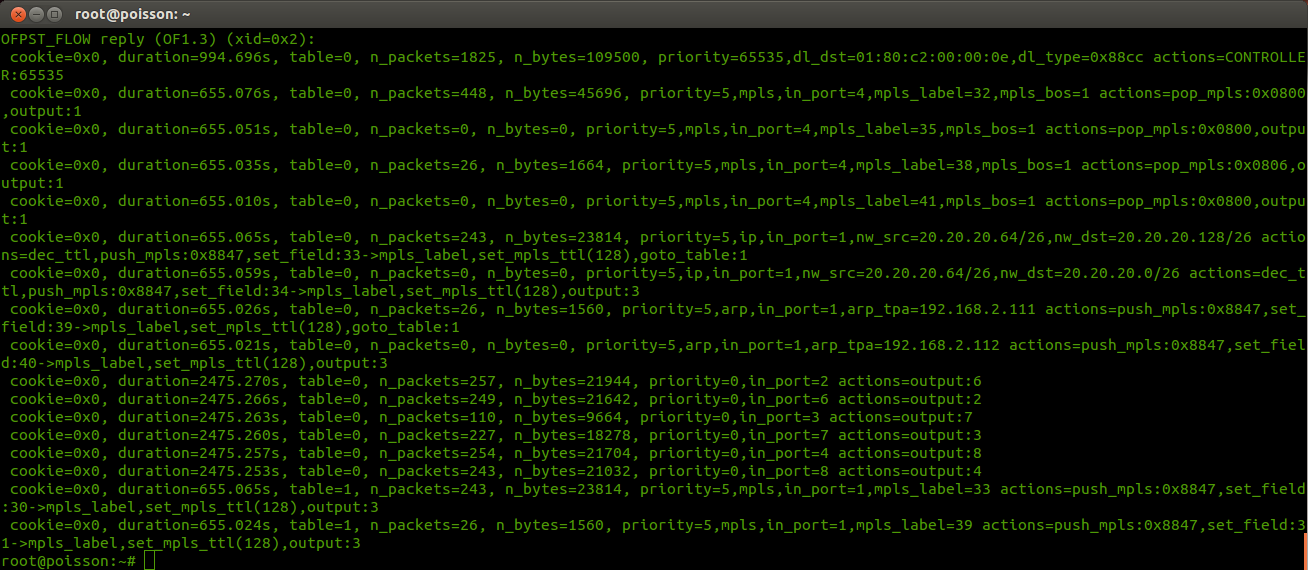 root@poisson: ~
OFPST_FLOW reply (OF1.3) (xid=0x2):
 cookie=0x0, duration=994.696s, table=0, n_packets=1825, n_bytes=109500, priority=65535,dl_dst=01:80:c2:00:00:0e,dl_type=0x88cc actions=CONTROLLE
R:65535
 cookie=0x0, duration=655.076s, table=0, n_packets=448, n_bytes=45696, priority=5,mpls,in_port=4,mpls_label=32,mpls_bos=1 actions=pop_mpls:0x0800
,output:1
 cookie=0x0, duration=655.051s, table=0, n_packets=0, n_bytes=0, priority=5,mpls,in_port=4,mpls_label=35,mpls_bos=1 actions=pop_mpls:0x0800,outpu
t:1
 cookie=0x0, duration=655.035s, table=0, n_packets=26, n_bytes=1664, priority=5,mpls,in_port=4,mpls_label=38,mpls_bos=1 actions=pop_mpls:0x0806,o
utput:1
 cookie=0x0, duration=655.010s, table=0, n_packets=0, n_bytes=0, priority=5,mpls,in_port=4,mpls_label=41,mpls_bos=1 actions=pop_mpls:0x0800,outpu
t:1
 cookie=0x0, duration=655.065s, table=0, n_packets=243, n_bytes=23814, priority=5,ip,in_port=1,nw_src=20.20.20.64/26,nw_dst=20.20.20.128/26 actio
ns=dec_ttl,push_mpls:0x8847,set_field:33->mpls_label,set_mpls_ttl(128),goto_table:1
 cookie=0x0, duration=655.059s, table=0, n_packets=0, n_bytes=0, priority=5,ip,in_port=1,nw_src=20.20.20.64/26,nw_dst=20.20.20.0/26 actions=dec_t
tl,push_mpls:0x8847,set_field:34->mpls_label,set_mpls_ttl(128),output:3
 cookie=0x0, duration=655.026s, table=0, n_packets=26, n_bytes=1560, priority=5,arp,in_port=1,arp_tpa=192.168.2.111 actions=push_mpls:0x8847,set_
field:39->mpls_label,set_mpls_ttl(128),goto_table:1
 cookie=0x0, duration=655.021s, table=0, n_packets=0, n_bytes=0, priority=5,arp,in_port=1,arp_tpa=192.168.2.112 actions=push_mpls:0x8847,set_fiel
d:40->mpls_label,set_mpls_ttl(128),output:3
 cookie=0x0, duration=2475.270s, table=0, n_packets=257, n_bytes=21944, priority=0,in_port=2 actions=output:6
 cookie=0x0, duration=2475.266s, table=0, n_packets=249, n_bytes=21642, priority=0,in_port=6 actions=output:2
 cookie=0x0, duration=2475.263s, table=0, n_packets=110, n_bytes=9664, priority=0,in_port=3 actions=output:7
 cookie=0x0, duration=2475.260s, table=0, n_packets=227, n_bytes=18278, priority=0,in_port=7 actions=output:3
 cookie=0x0, duration=2475.257s, table=0, n_packets=254, n_bytes=21704, priority=0,in_port=4 actions=output:8
 cookie=0x0, duration=2475.253s, table=0, n_packets=243, n_bytes=21032, priority=0,in_port=8 actions=output:4
 cookie=0x0, duration=655.065s, table=1, n_packets=243, n_bytes=23814, priority=5,mpls,in_port=1,mpls_label=33 actions=push_mpls:0x8847,set_field
:30->mpls_label,set_mpls_ttl(128),output:3
 cookie=0x0, duration=655.024s, table=1, n_packets=26, n_bytes=1560, priority=5,mpls,in_port=1,mpls_label=39 actions=push_mpls:0x8847,set_field:3
1->mpls_label,set_mpls_ttl(128),output:3
root@poisson:~#